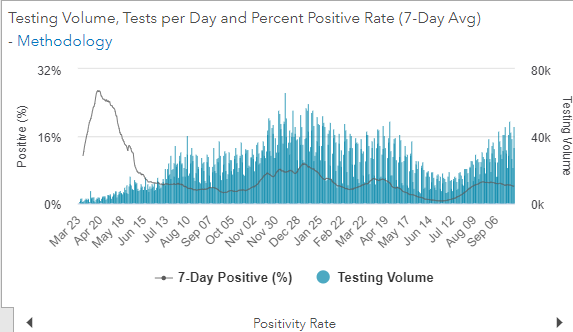 Testing Volume, Tests per Day and Percent Positive Rate (7-Day Avg)
- Methodology
32%
80k
Positive (%)
16%
40k
Testing Volume
0%
0k
Mar 23
Apr 20
May 18
Jun 15
Jul 13
Aug 10
Sep 07
Oct 05
Nov 02
Nov 30
Dec 28
Jan 25
Feb 22
Mar 22
Apr 19
May 17
Jun 14
Jul 12
Aug 09
Sep 06
7-Day Positive (%)
Testing Volume
Positivity Rate